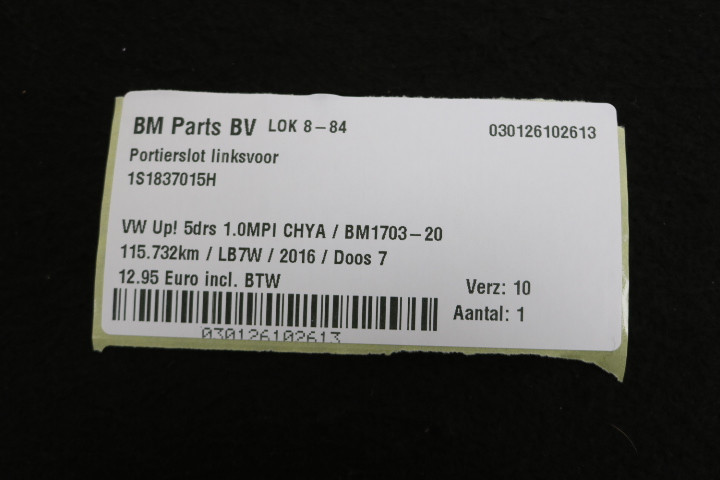 BM Parts BV LOK 8-84 030126102613
Portierslot linksvoor
1S1837015H
VW Up! 5drs 1.0MPI CHYA / BM1703-20
115.732km / LB7W / 2016 / Doos 7
12.95 Euro incl. BTW
Verz: 10
Aantal: 1
030126102613